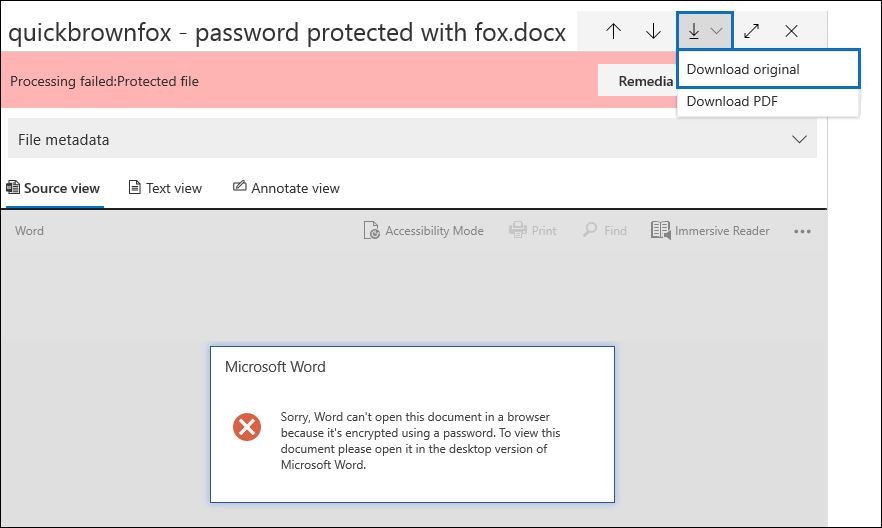 quickbrownfox - password protected with fox.docx
Processing failed:Protected file
Download original
Download PDF
File metadata
Source view Text view Annotate view
Word Accessibility Mode Print Find Immersive Reader
Microsoft Word
Sorry, Word can't open this document in a browser
because it's encrypted using a password. To view this
document please open it in the desktop version of
Microsoft Word.